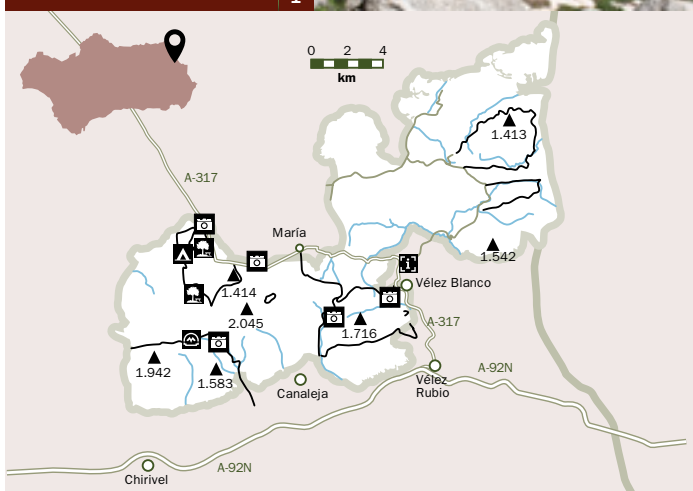 1
0 2 4
km
1.413
A-317
María
1.542
Vélez Blanco
1.414
2.045
1.716
A-317
1.942
1.583
Canaleja
Vélez
Rubio
A-92N
A-92N
Chirivel